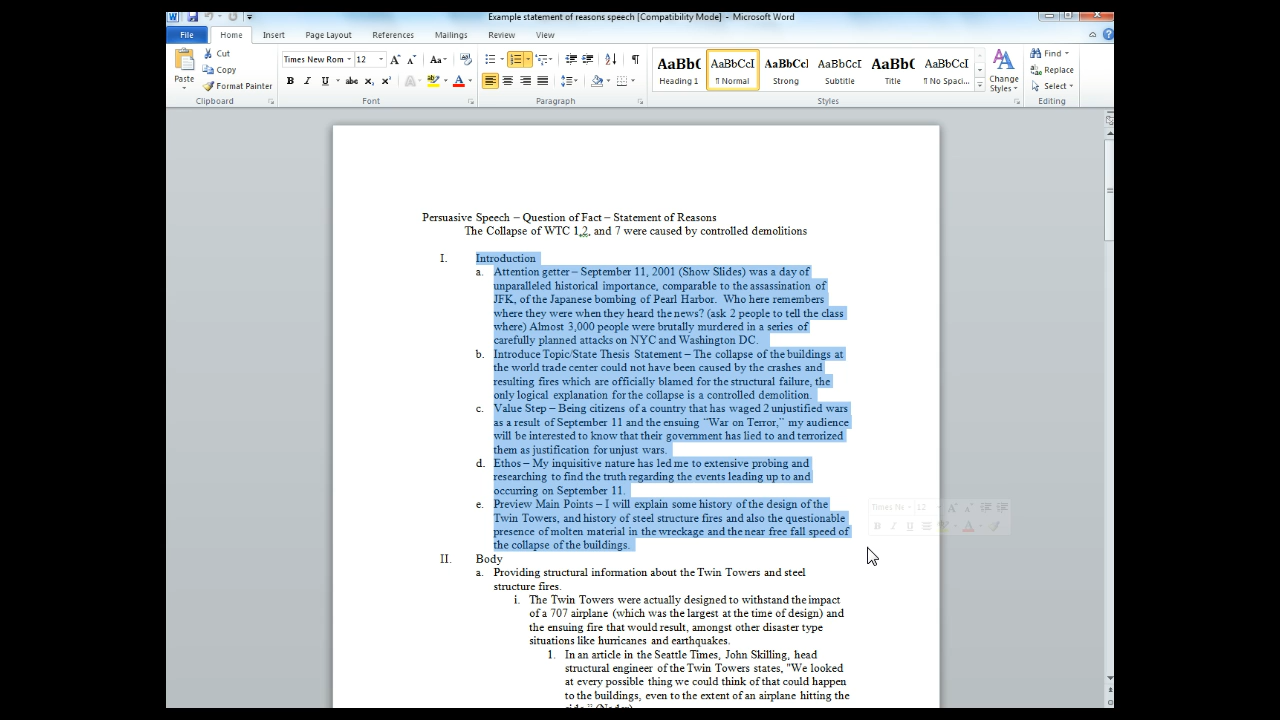 Example statement of reasons speech [Compatibility Mode] - Microsoft Word
File Home Insert Page Layout References Mailings Review View
Paste
Cut
Copy
Format Painter
Clipboard
Times New Rom 12
Font
Paragraph
AaBbC AaBbCcI AaBbCcl AaBbCcI AaBb( AaBbCcI
Heading 1 ¶ Normal Strong Subtitle Title ¶ No Spaci...
Change Styles
Styles
Find
Replace
Select
Editing
Persuasive Speech – Question of Fact – Statement of Reasons
The Collapse of WTC 1,2, and 7 were caused by controlled demolitions
I. Introduction
a. Attention getter – September 11, 2001 (Show Slides) was a day of
unparalleled historical importance, comparable to the assassination of
JFK, of the Japanese bombing of Pearl Harbor. Who here remembers
where they were when they heard the news? (ask 2 people to tell the class
where) Almost 3,000 people were brutally murdered in a series of
carefully planned attacks on NYC and Washington DC.
b. Introduce Topic/State Thesis Statement – The collapse of the buildings at
the world trade center could not have been caused by the crashes and
resulting fires which are officially blamed for the structural failure, the
only logical explanation for the collapse is a controlled demolition.
c. Value Step – Being citizens of a country that has waged 2 unjustified wars
as a result of September 11 and the ensuing “War on Terror,” my audience
will be interested to know that their government has lied to and terrorized
them as justification for unjust wars.
d. Ethos – My inquisitive nature has led me to extensive probing and
researching to find the truth regarding the events leading up to and
occurring on September 11.
e. Preview Main Points – I will explain some history of the design of the
Twin Towers, and history of steel structure fires and also the questionable
presence of molten material in the wreckage and the near free fall speed of
the collapse of the buildings.
II. Body
a. Providing structural information about the Twin Towers and steel
structure fires.
i. The Twin Towers were actually designed to withstand the impact
of a 707 airplane (which was the largest at the time of design) and
the ensuing fire that would result, amongst other disaster type
situations like hurricanes and earthquakes.
1. In an article in the Seattle Times, John Skilling, head
structural engineer of the Twin Towers states, "We looked
at every possible thing we could think of that could happen
to the buildings, even to the extent of an airplane hitting the